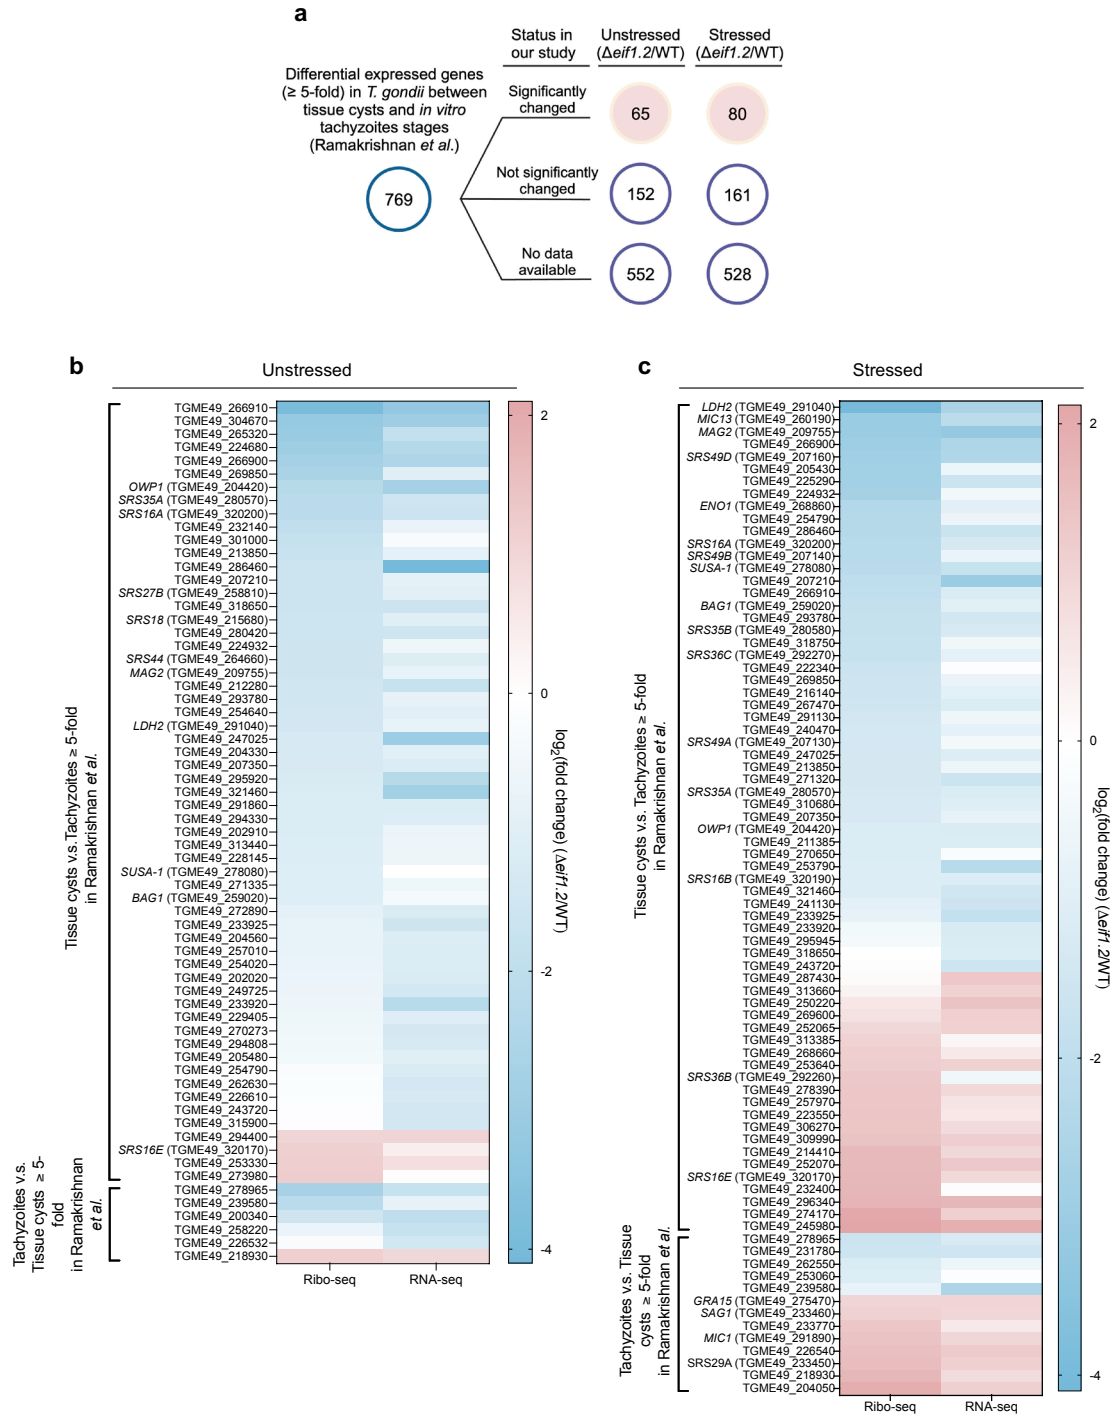 a
Status in
our study
Unstressed
(Δeif1.2/WT)
Stressed
(Δeif1.2/WT)
Differential expressed genes
(≥ 5-fold) in T. gondii between
tissue cysts and in vitro
tachyzoites stages
(Ramakrishnan et al.)
769
Significantly
changed
65
80
Not significantly
changed
152
161
No data
available
552
528
b
Unstressed
Tissue cysts v.s.Tachyzoites ≥ 5-fold
in Ramakrishnan et al.
TGME49_266910
TGME49_304670
TGME49_265320
TGME49_224680
TGME49_266900
TGME49_269850
OWP1 (TGME49_204420)
SRS35A (TGME49_280570)
SRS16A (TGME49_320200)
TGME49_232140
TGME49_301000
TGME49_213850
TGME49_286460
TGME49_207210
SRS27B (TGME49_258810)
TGME49_318650
SRS18 (TGME49_215680)
TGME49_280420
TGME49_224932
SRS44 (TGME49_264660)
MAG2 (TGME49_209755)
TGME49_212280
TGME49_293780
TGME49_254640
LDH2 (TGME49_291040)
TGME49_247025
TGME49_204330
TGME49_207350
TGME49_295920
TGME49_321460
TGME49_291860
TGME49_294330
TGME49_202910
TGME49_313440
TGME49_228145
SUSA-1 (TGME49_278080)
TGME49_271335
BAG1 (TGME49_259020)
TGME49_272890
TGME49_233925
TGME49_204560
TGME49_257010
TGME49_254020
TGME49_202020
TGME49_249725
TGME49_233920
TGME49_229405
TGME49_270273
TGME49_294808
TGME49_205480
TGME49_254790
TGME49_262630
TGME49_226610
TGME49_243720
TGME49_315900
TGME49_294400
SRS16E (TGME49_320170)
TGME49_253330
TGME49_273980
Tachyzoites v.s.
Tissue cysts ≥ 5-
fold
in Ramakrishnan
et al.
TGME49_278965
TGME49_239580
TGME49_200340
TGME49_258220
TGME49_226532
TGME49_218930
Ribo-seq
RNA-seq
2
0
-2
-4
log2(fold change) (Δeif1.2/WT)
c
Stressed
Tissue cysts v.s. Tachyzoites ≥ 5-fold
in Ramakrishnan et al.
LDH2 (TGME49_291040)
MIC13 (TGME49_260190)
MAG2 (TGME49_209755)
TGME49_266900
SRS49D (TGME49_207160)
TGME49_205430
TGME49_225290
TGME49_224932
ENO1 (TGME49_268860)
TGME49_254790
TGME49_286460
SRS16A (TGME49_320200)
SRS49B (TGME49_207140)
SUSA-1 (TGME49_278080)
TGME49_207210
TGME49_266910
BAG1 (TGME49_259020)
TGME49_293780
SRS35B (TGME49_280580)
TGME49_318750
SRS36C (TGME49_292270)
TGME49_222340
TGME49_269850
TGME49_216140
TGME49_267470
TGME49_291130
TGME49_240470
SRS49A (TGME49_207130)
TGME49_247025
TGME49_213850
TGME49_271320
SRS35A (TGME49_280570)
TGME49_310680
TGME49_207350
OWP1 (TGME49_204420)
TGME49_211385
TGME49_270650
TGME49_253790
SRS16B (TGME49_320190)
TGME49_321460
TGME49_241130
TGME49_233925
TGME49_233920
TGME49_295945
TGME49_318650
TGME49_243720
TGME49_287430
TGME49_313660
TGME49_250220
TGME49_269600
TGME49_252065
TGME49_313385
TGME49_268660
TGME49_253640
SRS36B (TGME49_292260)
TGME49_278390
TGME49_257970
TGME49_223550
TGME49_306270
TGME49_309990
TGME49_214410
TGME49_252070
SRS16E (TGME49_320170)
TGME49_232400
TGME49_296340
TGME49_274170
TGME49_245980
Tachyzoites v.s. Tissue
cysts ≥ 5-fold
in Ramakrishnan et al.
TGME49_278965
TGME49_231780
TGME49_262550
TGME49_253060
TGME49_239580
GRA15 (TGME49_275470)
SAG1 (TGME49_233460)
TGME49_233770
MIC1 (TGME49_291890)
TGME49_226540
SRS29A (TGME49_233450)
TGME49_218930
TGME49_204050
Ribo-seq
RNA-seq
2
0
-2
-4
log2(fold change) (Δeif1.2/WT)